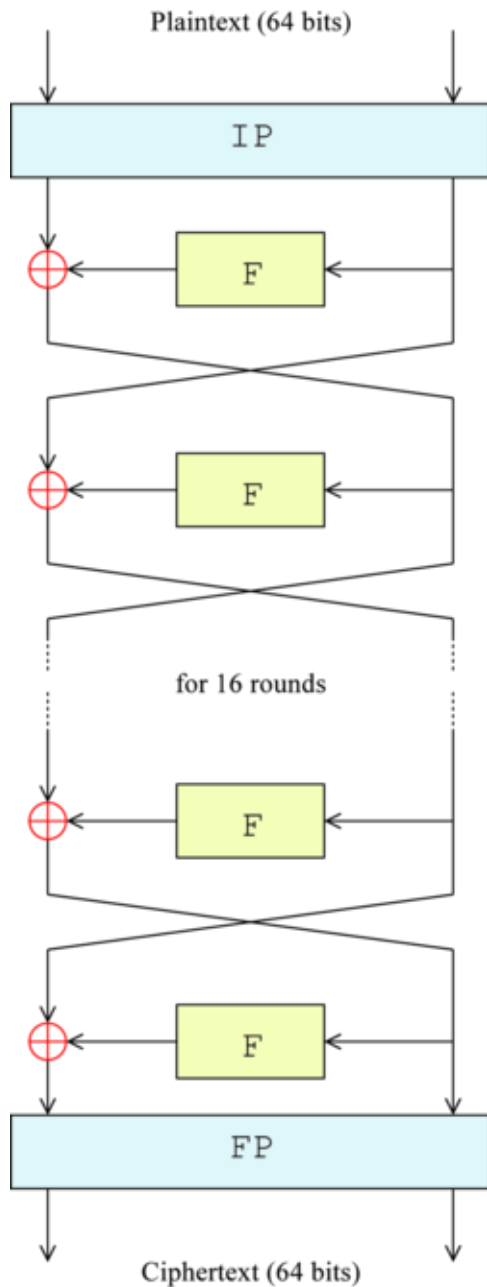 Plaintext (64 bits)
IP
F
F
for 16 rounds
F
F
FP
Ciphertext (64 bits)